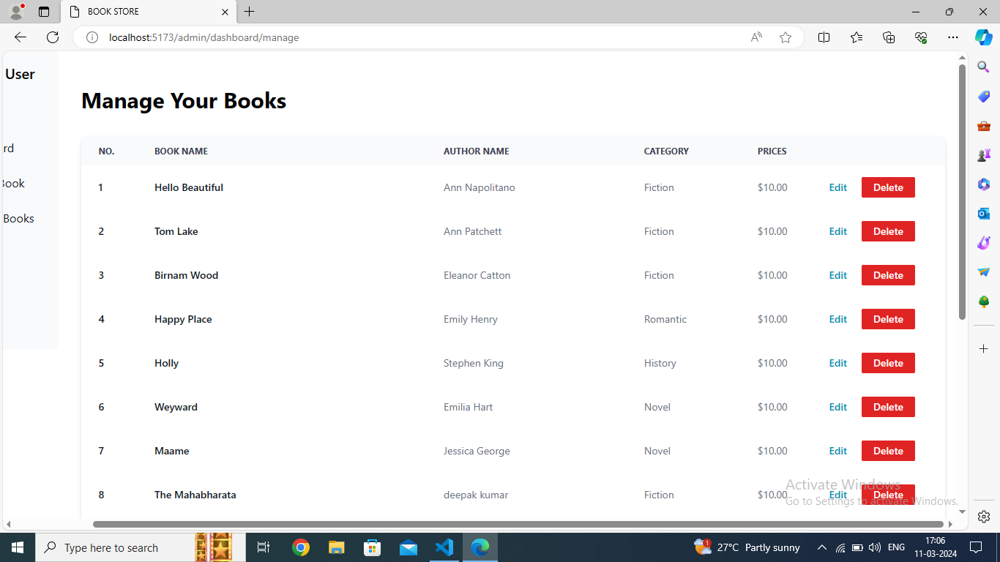 BOOK STORE
localhost:5173/admin/dashboard/manage
User
rd
Book
Books
Manage Your Books
NO. BOOK NAME AUTHOR NAME CATEGORY PRICES
1 Hello Beautiful Ann Napolitano Fiction $10.00 Edit Delete
2 Tom Lake Ann Patchett Fiction $10.00 Edit Delete
3 Birnam Wood Eleanor Catton Fiction $10.00 Edit Delete
4 Happy Place Emily Henry Romantic $10.00 Edit Delete
5 Holly Stephen King History $10.00 Edit Delete
6 Weyward Emilia Hart Novel $10.00 Edit Delete
7 Maame Jessica George Novel $10.00 Edit Delete
8 The Mahabharata deepak kumar Fiction $10.00 Edit Delete
Activate Windows
Go to Settings to activate Windows.
Type here to search
1
27°C Partly sunny
ENG
17:06
11-03-2024